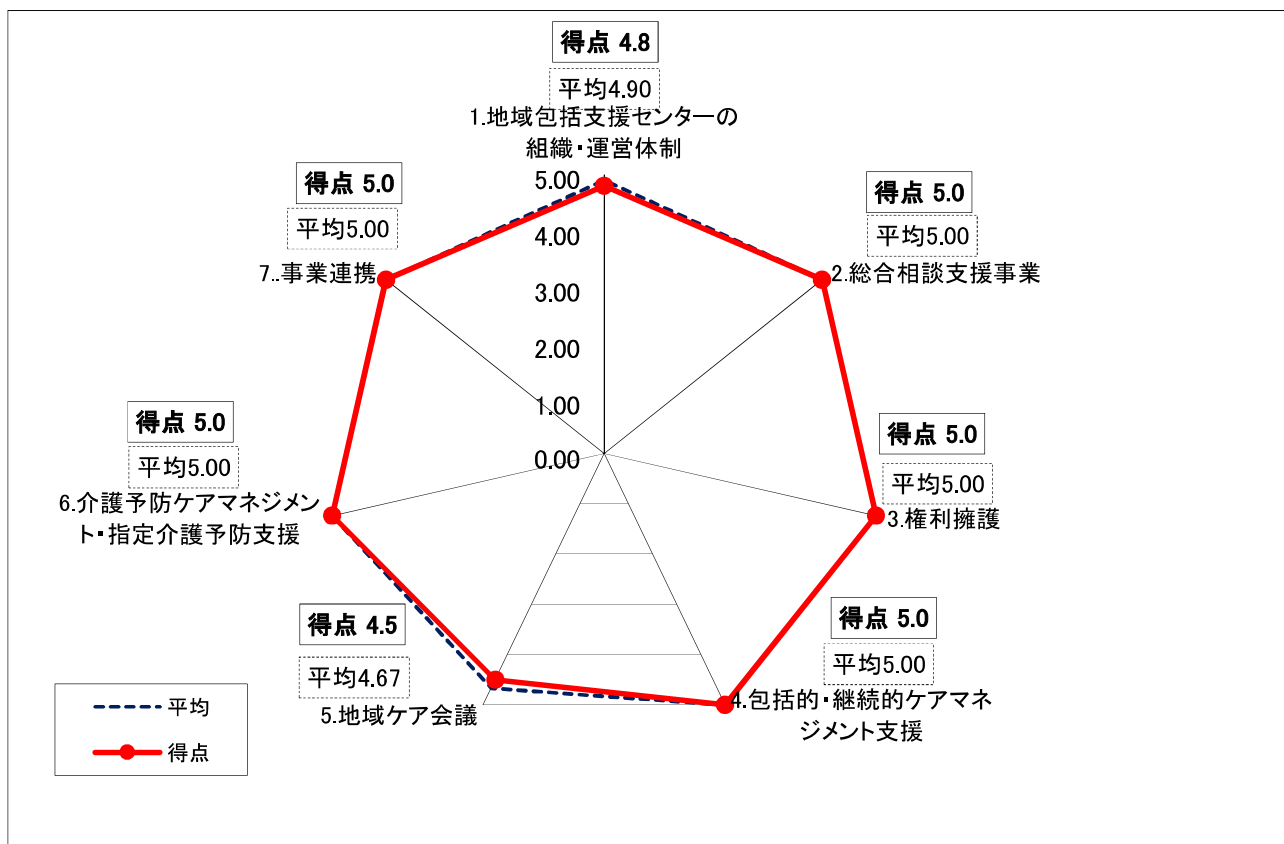 得点 4.8
平均4.90
1.地域包括支援センターの
組織・運営体制
得点 5.0
平均5.00
2.総合相談支援事業
得点 5.0
平均5.00
3.権利擁護
得点 5.0
平均5.00
4.包括的・継続的ケアマネ
ジメント支援
得点 4.5
平均4.67
5.地域ケア会議
得点 5.0
平均5.00
6.介護予防ケアマネジメン
ト・指定介護予防支援
得点 5.0
平均5.00
7..事業連携
5.00
4.00
3.00
2.00
1.00
0.00
平均
得点